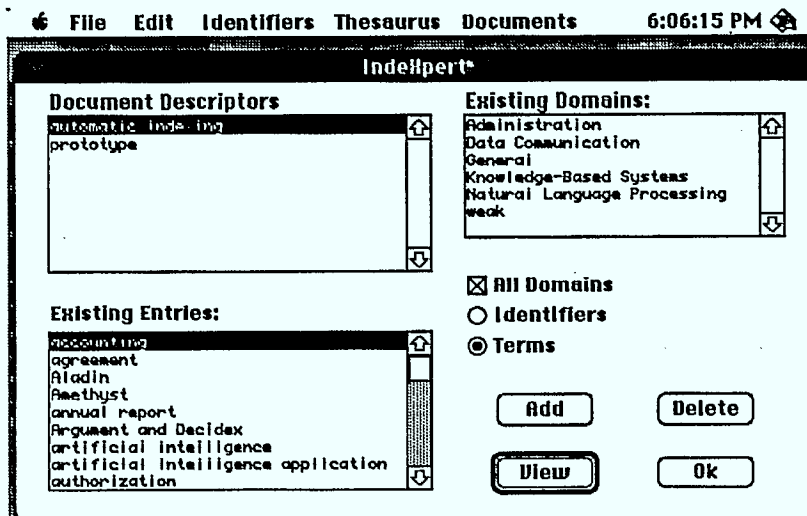 File Edit Identifiers Thesaurus Documents 6:06:15 PM
IndeXpert*
Document Descriptors
automatic indexing
prototype
Existing Domains:
Administration
Data Communication
General
Knowledge-Based Systems
Natural Language Processing
weak
All Domains
Identifiers
Terms
Existing Entries:
accounting
agreement
Aladin
Amethyst
annual report
Argument and Decidex
artificial intelligence
artificial intelligence application
authorization
Add Delete
View Ok